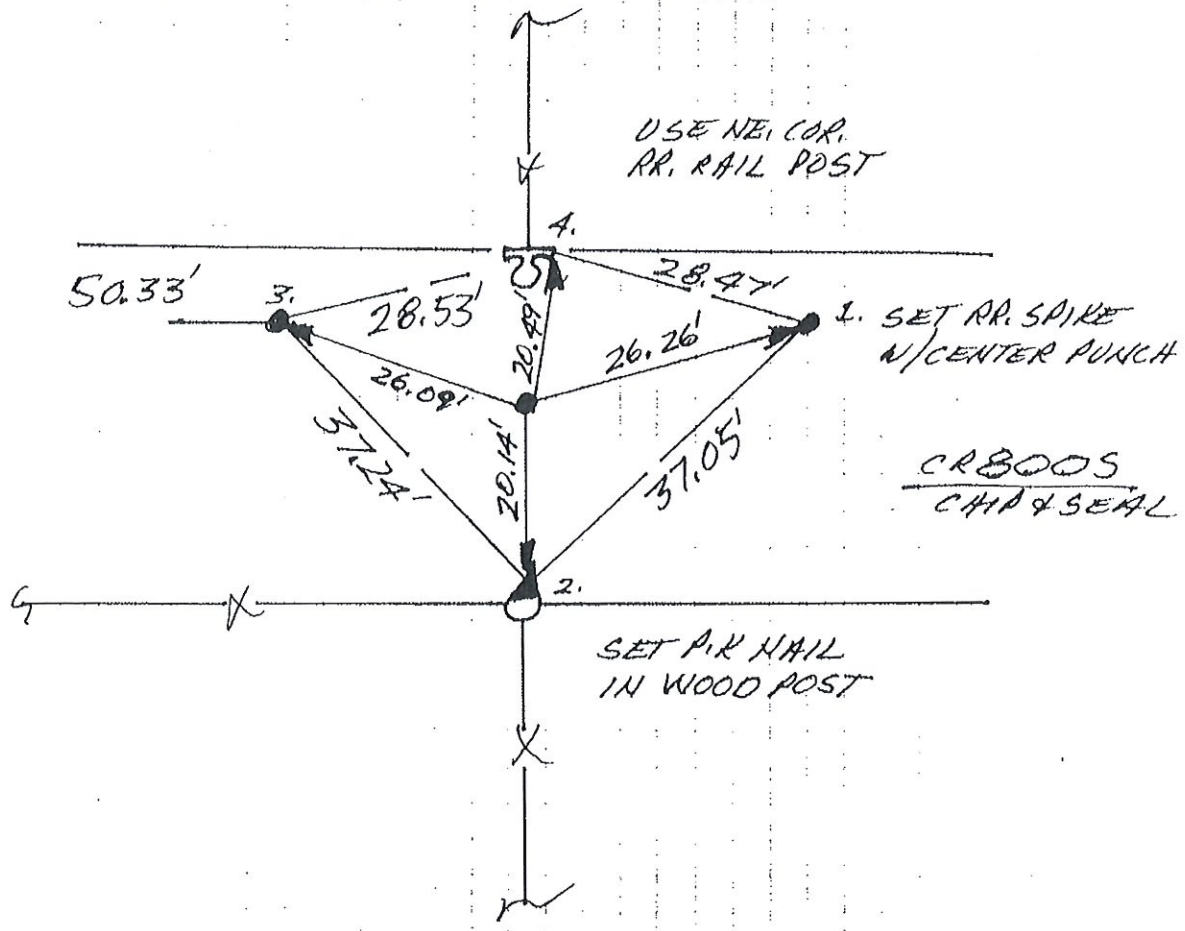 USE NE. COR.
RR. RAIL POST
4.
50.33'
3.
28.53'
28.47'
1. SET RR. SPIKE
W/CENTER PUNCH
20.49'
26.26'
26.09'
37.24'
20.14'
37.05'
CR800S
CHIP & SEAL
2.
X
SET P.K NAIL
IN WOOD POST
X